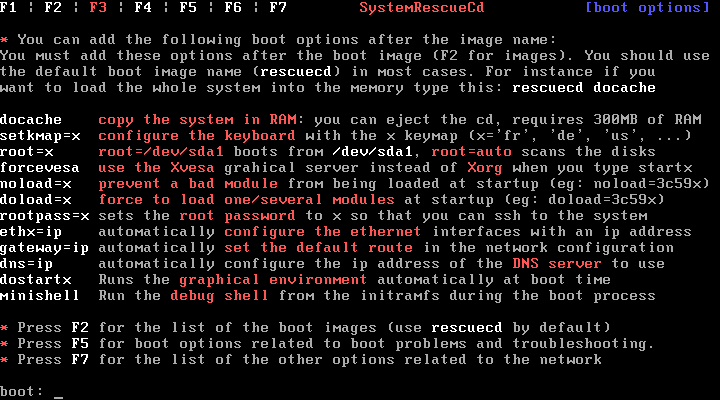 F1 ¦ F2 ¦ F3 ¦ F4 ¦ F5 ¦ F6 ¦ F7 SystemRescueCd [boot options]
* You can add the following boot options after the image name:
You must add these options after the boot image (F2 for images). You should use
the default boot image name (rescuecd) in most cases. For instance if you
want to load the whole system into the memory type this: rescuecd docache
docache copy the system in RAM: you can eject the cd, requires 300MB of RAM
setkmap=x configure the keyboard with the x keymap (x='fr', 'de', 'us', ...)
root=x root=/dev/sda1 boots from /dev/sda1, root=auto scans the disks
forcevesa use the Xvesa grahical server instead of Xorg when you type startx
noload=x prevent a bad module from being loaded at startup (eg: noload=3c59x)
doload=x force to load one/several modules at startup (eg: doload=3c59x)
rootpass=x sets the root password to x so that you can ssh to the system
ethx=ip automatically configure the ethernet interfaces with an ip address
gateway=ip automatically set the default route in the network configuration
dns=ip automatically configure the ip address of the DNS server to use
dostartx Runs the graphical environment automatically at boot time
minishell Run the debug shell from the initramfs during the boot process
* Press F2 for the list of the boot images (use rescuecd by default)
* Press F5 for boot options related to boot problems and troubleshooting.
* Press F7 for the list of the other options related to the network
boot: _